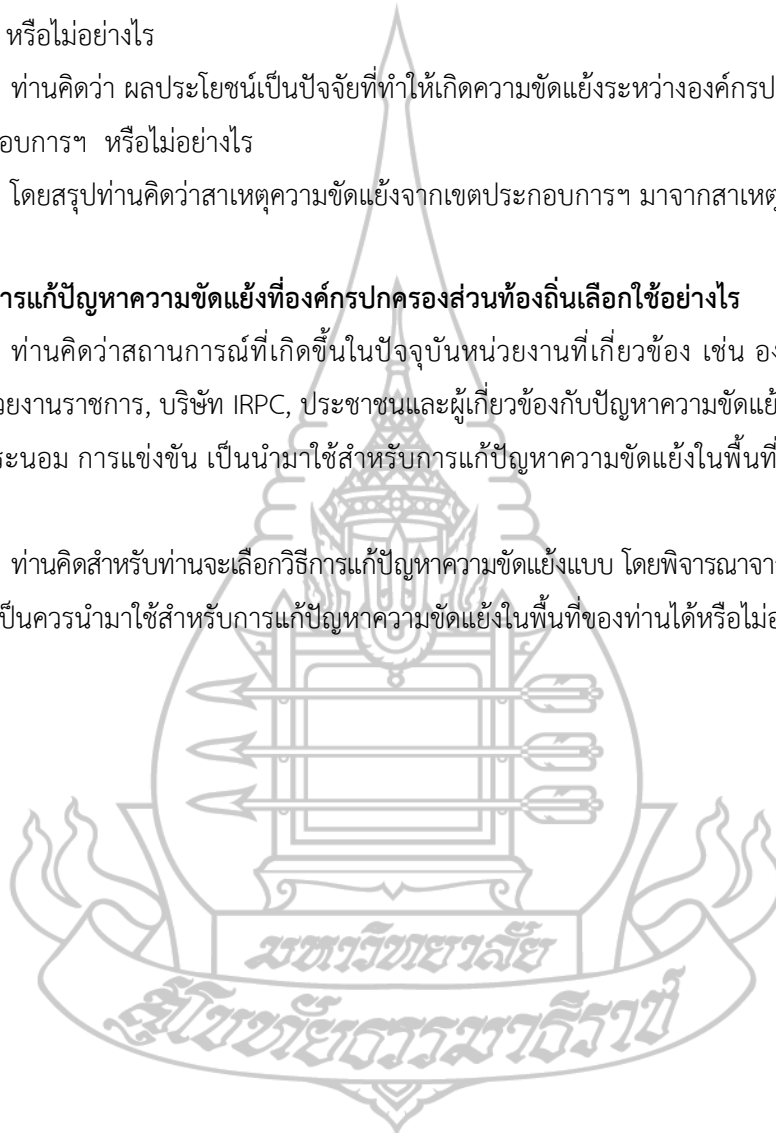 หรือไม่อย่างไร
ท่านคิดว่า ผลประโยชน์เป็นปัจจัยที่ทำให้เกิดความขัดแย้งระหว่างองค์กรป
อบการฯ หรือไม่อย่างไร
โดยสรุปท่านคิดว่าสาเหตุความขัดแย้งจากเขตประกอบการฯ มาจากสาเหตุ
ารแก้ปัญหาความขัดแย้งที่องค์กรปกครองส่วนท้องถิ่นเลือกใช้อย่างไร
ท่านคิดว่าสถานการณ์ที่เกิดขึ้นในปัจจุบันหน่วยงานที่เกี่ยวข้อง เช่น อง
วยงานราชการ, บริษัท IRPC, ประชาชนและผู้เกี่ยวข้องกับปัญหาความขัดแย้
ระนอม การแข่งขัน เป็นนำมาใช้สำหรับการแก้ปัญหาความขัดแย้งในพื้นที่
ท่านคิดสำหรับท่านจะเลือกวิธีการแก้ปัญหาความขัดแย้งแบบ โดยพิจารณาจา
เป็นควรนำมาใช้สำหรับการแก้ปัญหาความขัดแย้งในพื้นที่ของท่านได้หรือไม่อ
มหาวิทยาลัย
สุโขทัยธรรมาธิราช